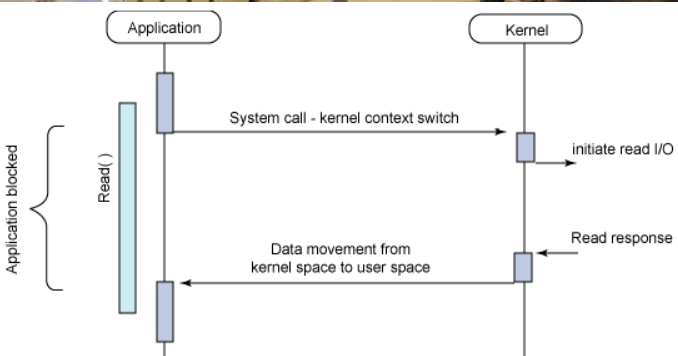 Application
Kernel
System call - kernel context switch
initiate read I/O
Read( )
Application blocked
Read response
Data movement from
kernel space to user space